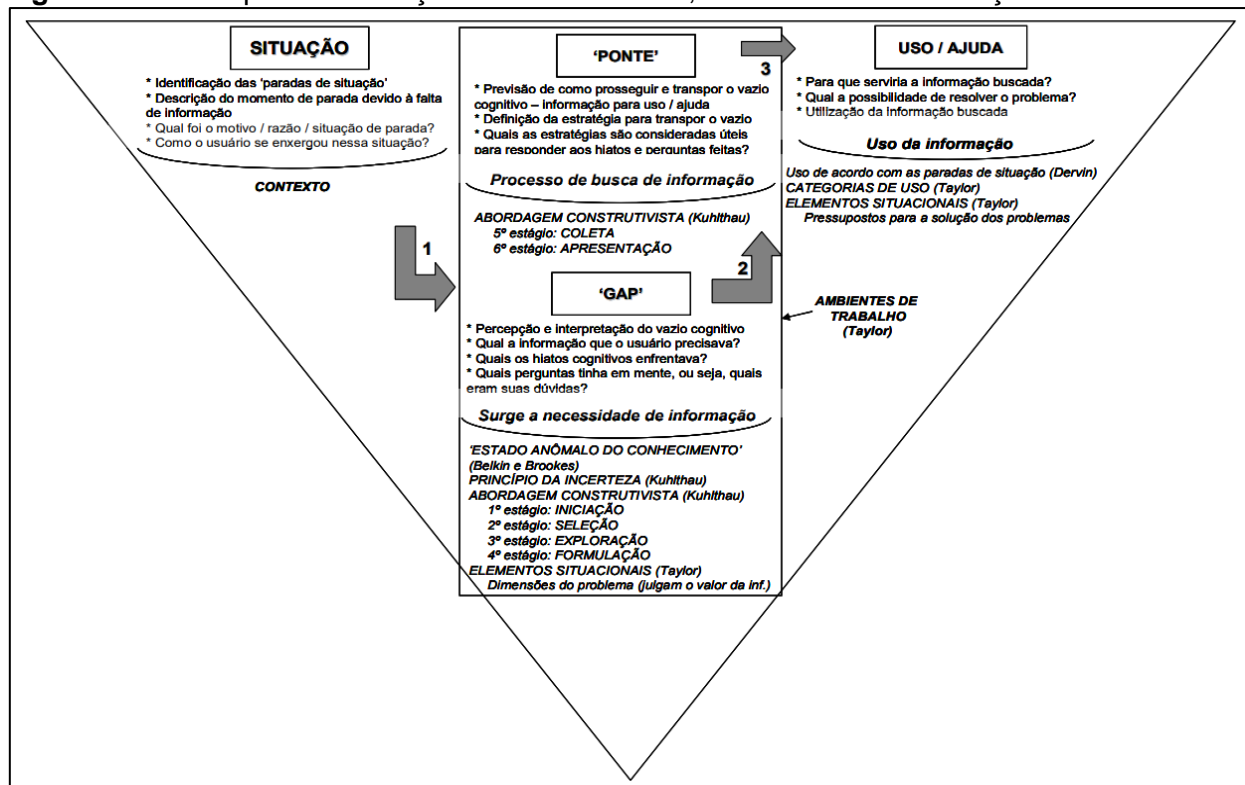 SITUAÇÃO
* Identificação das 'paradas de situação'
* Descrição do momento de parada devido à falta
de informação
* Qual foi o motivo / razão / situação de parada?
* Como o usuário se enxergou nessa situação?
CONTEXTO
1
'PONTE'
* Previsão de como prosseguir e transpor o vazio
cognitivo – informação para uso / ajuda
* Definição da estratégia para transpor o vazio
* Quais as estratégias são consideradas úteis
para responder aos hiatos e perguntas feitas?
Processo de busca de informação
ABORDAGEM CONSTRUTIVISTA (Kuhlthau)
5º estágio: COLETA
6º estágio: APRESENTAÇÃO
'GAP'
* Percepção e interpretação do vazio cognitivo
* Qual a informação que o usuário precisava?
* Quais os hiatos cognitivos enfrentava?
* Quais perguntas tinha em mente, ou seja, quais
eram suas dúvidas?
Surge a necessidade de informação
'ESTADO ANÔMALO DO CONHECIMENTO'
(Belkin e Brookes)
PRINCÍPIO DA INCERTEZA (Kuhlthau)
ABORDAGEM CONSTRUTIVISTA (Kuhlthau)
1º estágio: INICIAÇÃO
2º estágio: SELEÇÃO
3º estágio: EXPLORAÇÃO
4º estágio: FORMULAÇÃO
ELEMENTOS SITUACIONAIS (Taylor)
Dimensões do problema (julgam o valor da inf.)
2
3
USO / AJUDA
* Para que serviria a informação buscada?
* Qual a possibilidade de resolver o problema?
* Utilização da Informação buscada
Uso da informação
Uso de acordo com as paradas de situação (Dervin)
CATEGORIAS DE USO (Taylor)
ELEMENTOS SITUACIONAIS (Taylor)
Pressupostos para a solução dos problemas
AMBIENTES DE
TRABALHO
(Taylor)